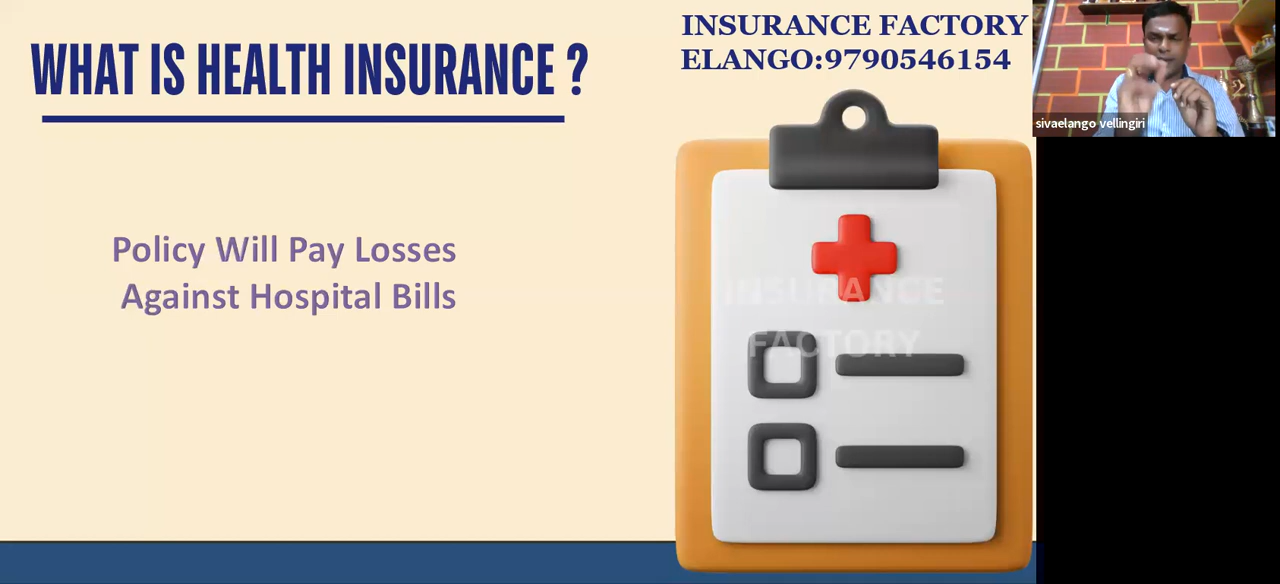 WHAT IS HEALTH INSURANCE ?
INSURANCE FACTORY
ELANGO:9790546154
sivaelango vellingiri
Policy Will Pay Losses
Against Hospital Bills
INSURANCE
FACTORY